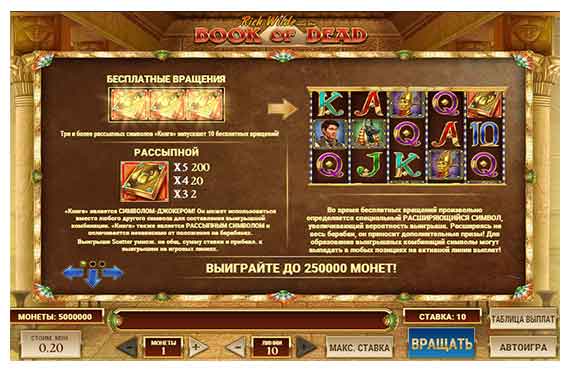 Rich Wilde
BOOK OF DEAD
БЕСПЛАТНЫЕ ВРАЩЕНИЯ
Три и более рассыпных символов «Книга» запускают 10 бесплатных вращений!
РАССЫПНОЙ
X5 200
X4 20
X3 2
«Книга» является СИМВОЛОМ-ДЖОКЕРОМ! Он может использоваться
вместо любого другого символа для составления выигрышной
комбинации. «Книга» также является РАССЫПНЫМ СИМВОЛОМ и
оплачивается независимо от положения на барабанах.
Выигрыши Scatter умнож. на общ. сумму ставки и прибавл. к
выигрышам на игровых линиях.
K A Q
A Q 10
Q J K Q
Во время бесплатных вращений произвольно
определяется специальный РАСШИРЯЮЩИЙСЯ СИМВОЛ,
увеличивающий вероятность выигрыша. Расширяясь на
весь барабан, он приносит дополнительные призы! Для
образования выигрышных комбинаций символы могут
выпадать в любых позициях на активной линии выплат!
ВЫИГРАЙТЕ ДО 250000 МОНЕТ!
МОНЕТЫ: 5000000
СТАВКА: 10
ТАБЛИЦА ВЫПЛАТ
СТОИМ. МОН
0.20
МОНЕТЫ
1
ЛИНИИ
10
МАКС. СТАВКА
ВРАЩАТЬ
АВТОИГРА